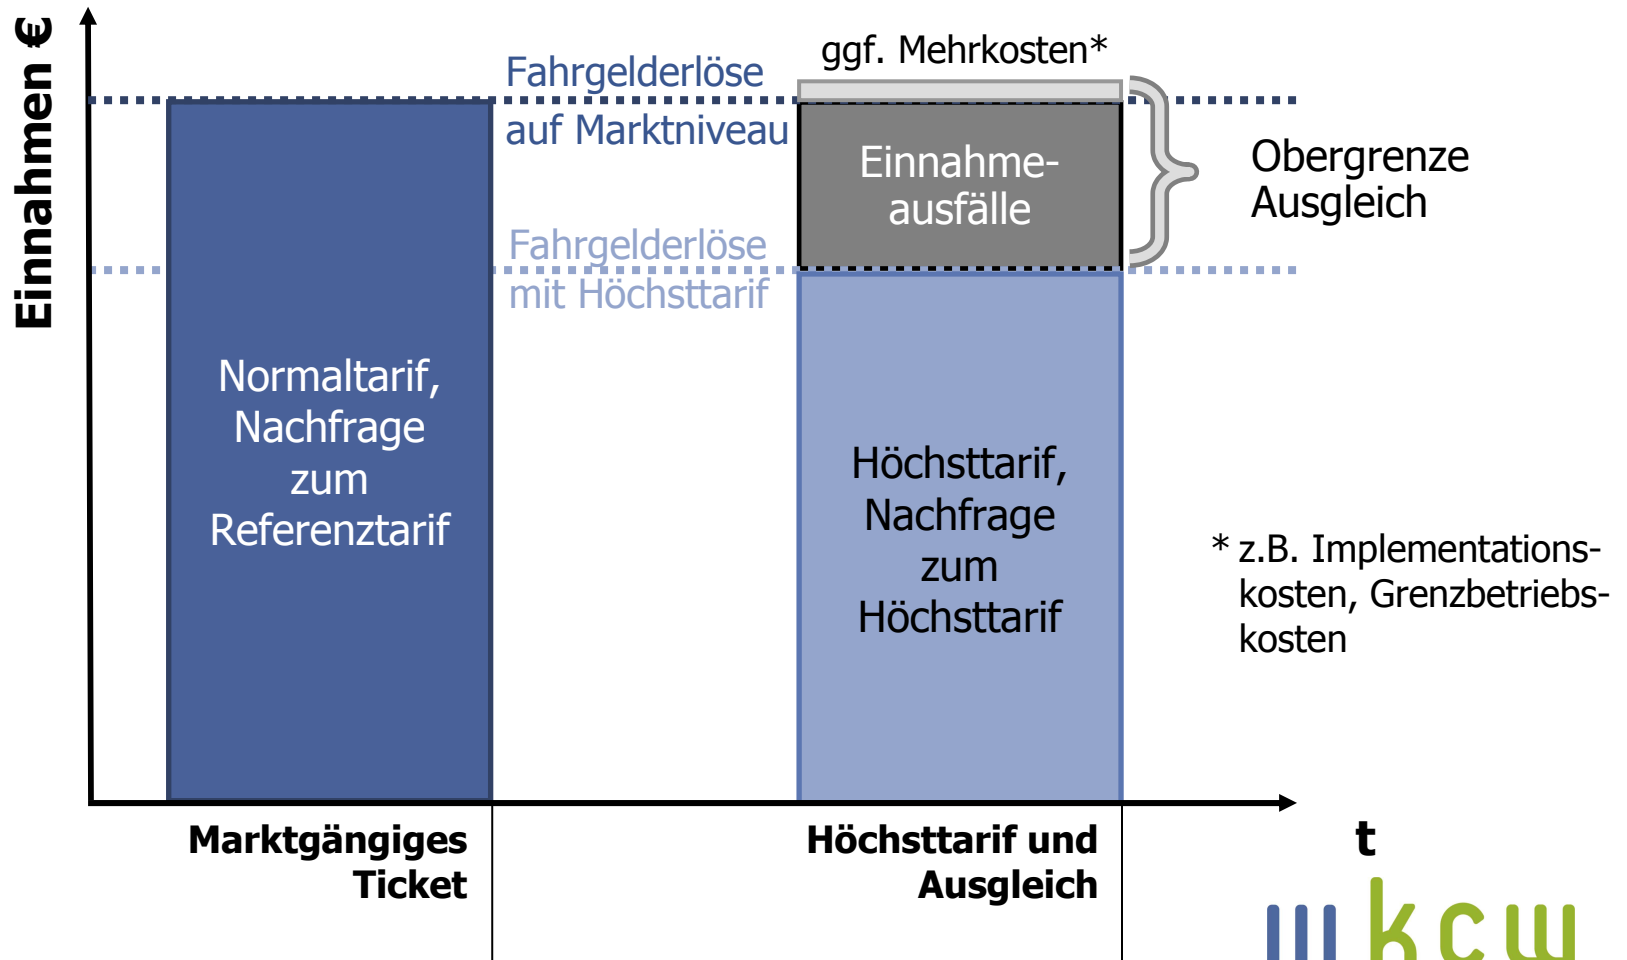 Einnahmen €
Fahrgelderlöse
auf Marktniveau
Fahrgelderlöse
mit Höchsttarif
ggf. Mehrkosten*
Einnahme-
ausfälle
Obergrenze
Ausgleich
Normaltarif,
Nachfrage
zum
Referenztarif
Höchsttarif,
Nachfrage
zum
Höchsttarif
* z.B. Implementations-
kosten, Grenzbetriebs-
kosten
Marktgängiges
Ticket
Höchsttarif und
Ausgleich
t
kcw